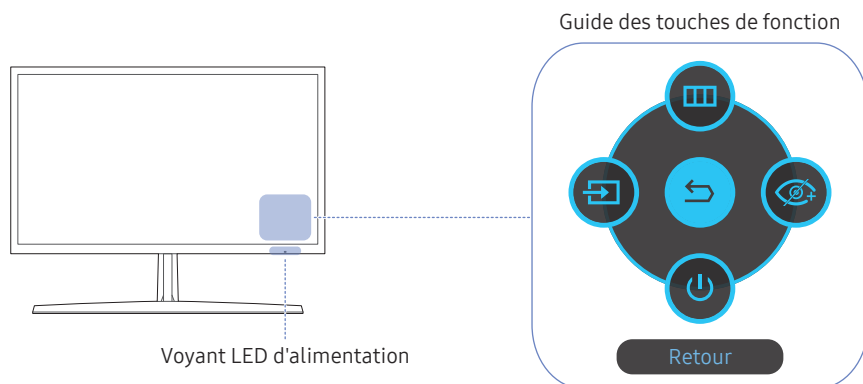 Guide des touches de fonction
Voyant LED d'alimentation
Retour